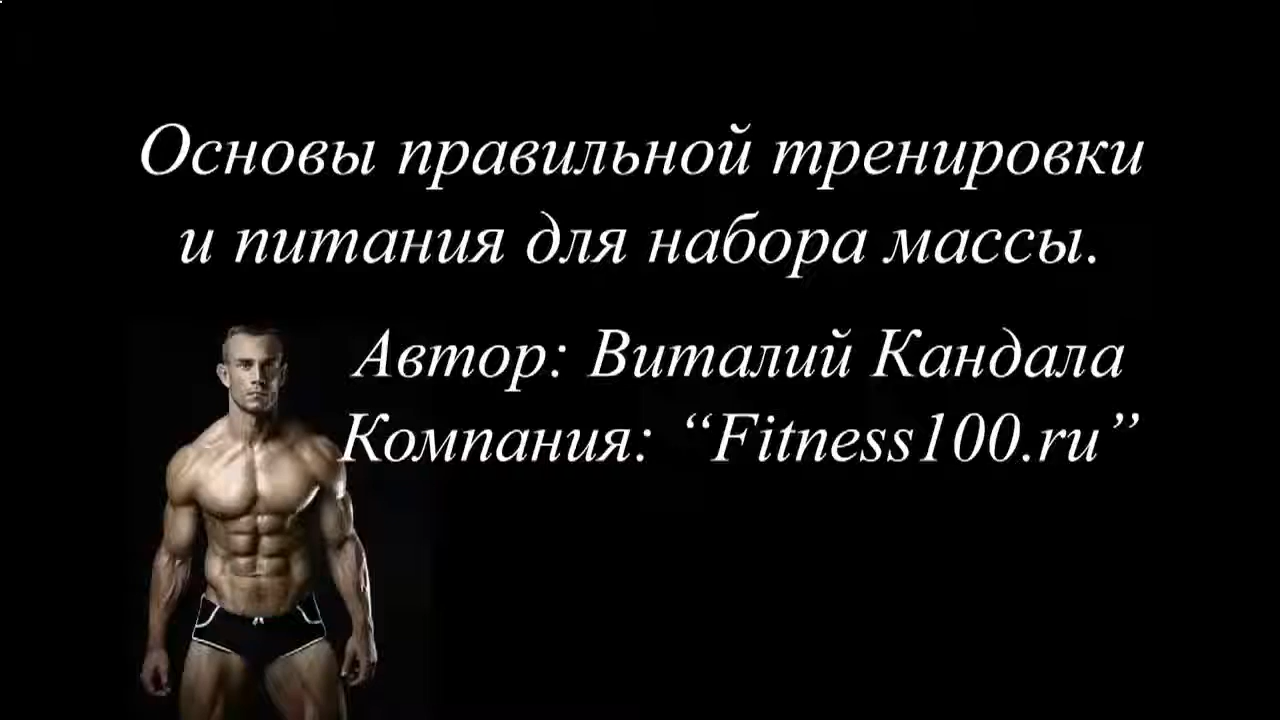 Основы правильной тренировки
и питания для набора массы.
Автор: Виталий Кандала
Компания: “Fitness100.ru”